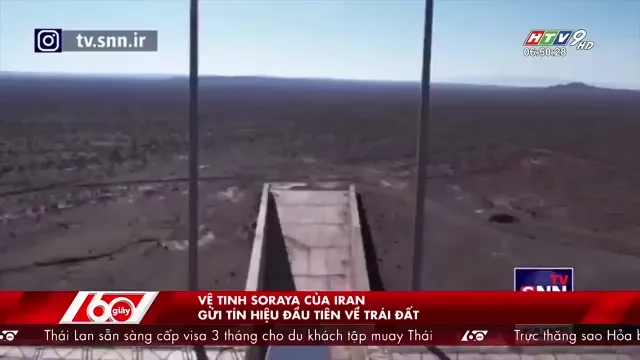 tv.snn.ir
HTV9 HD
06:50:28
TV
SNN
60 giây
VỆ TINH SORAYA CỦA IRAN
GỬI TÍN HIỆU ĐẦU TIÊN VỀ TRÁI ĐẤT
60 Thái Lan sẵn sàng cấp visa 3 tháng cho du khách tập muay Thái 60 Trực thăng sao Hỏa b